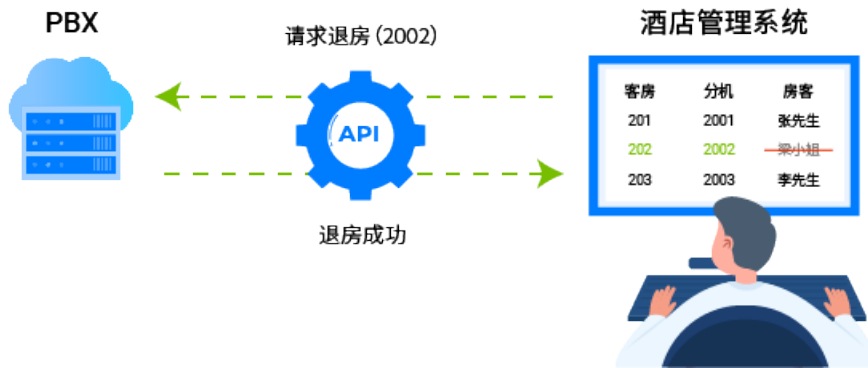 PBX
请求退房（2002）
酒店管理系统
API
退房成功
客房 分机 房客
201 2001 张先生
202 2002 梁小姐
203 2003 李先生